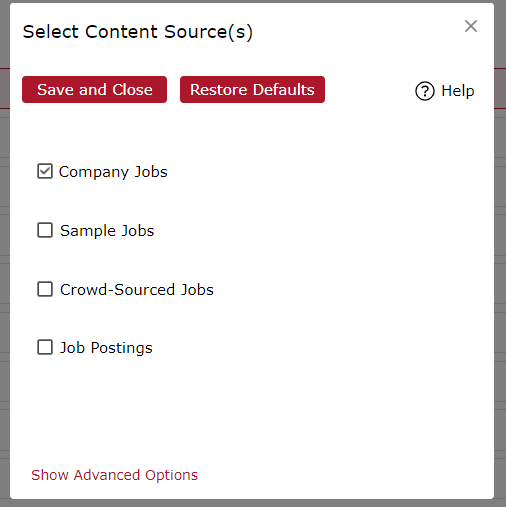 Select Content Source(s)
Save and Close
Restore Defaults
? Help
Company Jobs
Sample Jobs
Crowd-Sourced Jobs
Job Postings
Show Advanced Options